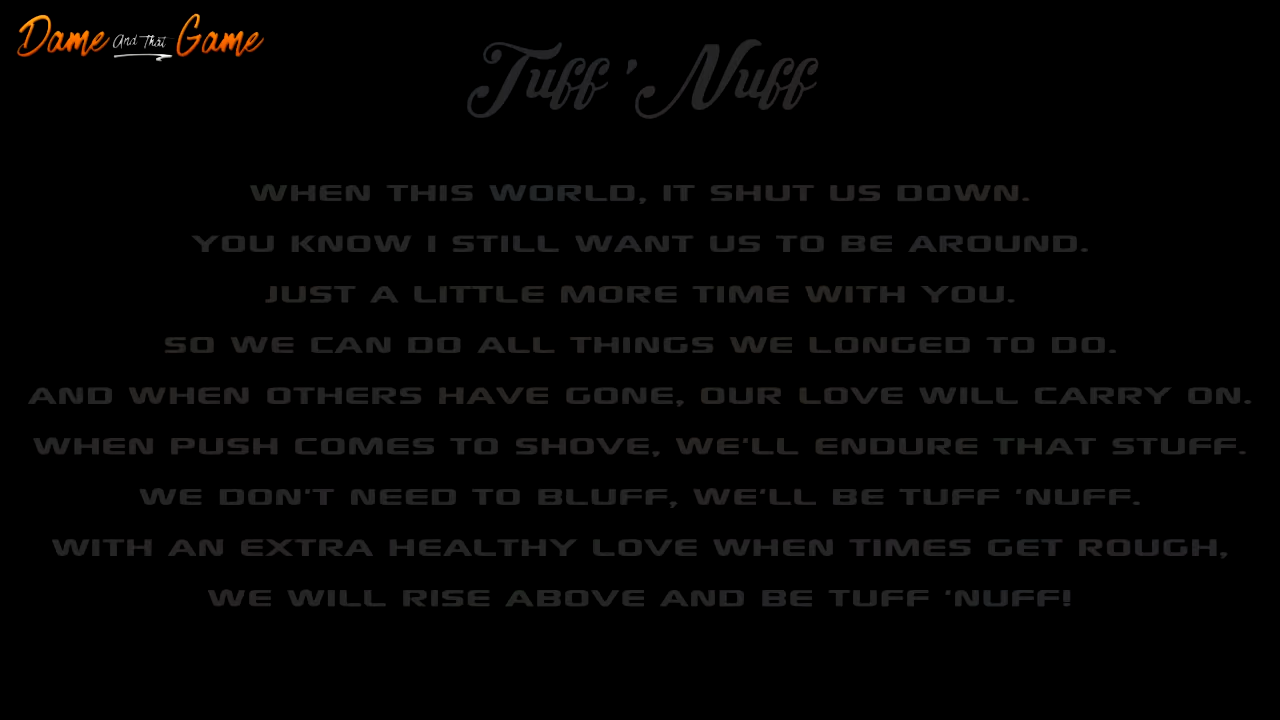 Dame And That Game
Tuff 'Nuff
WHEN THIS WORLD, IT SHUT US DOWN.
YOU KNOW I STILL WANT US TO BE AROUND.
JUST A LITTLE MORE TIME WITH YOU.
SO WE CAN DO ALL THINGS WE LONGED TO DO.
AND WHEN OTHERS HAVE GONE, OUR LOVE WILL CARRY ON.
WHEN PUSH COMES TO SHOVE, WE'LL ENDURE THAT STUFF.
WE DON'T NEED TO BLUFF, WE'LL BE TUFF 'NUFF.
WITH AN EXTRA HEALTHY LOVE WHEN TIMES GET ROUGH,
WE WILL RISE ABOVE AND BE TUFF 'NUFF!